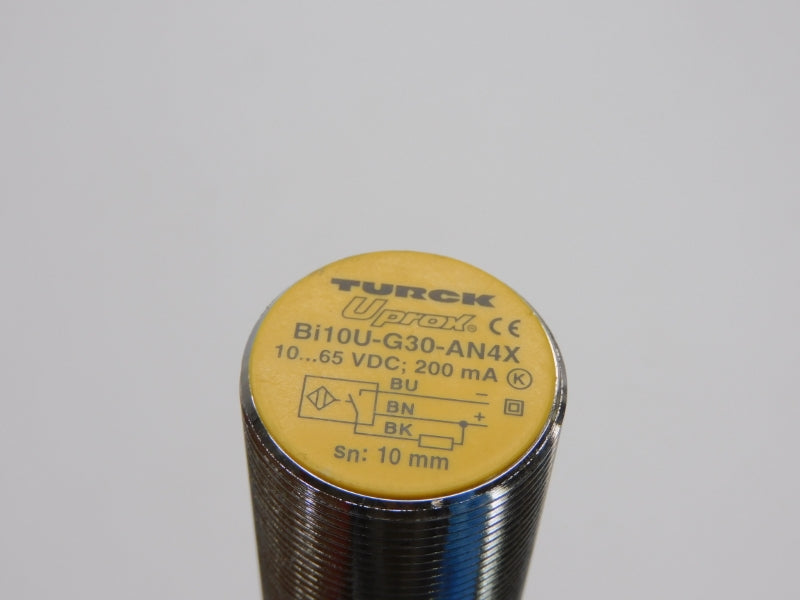 TURCK
Uprox® CE
Bi10U-G30-AN4X
10...65 VDC; 200 mA K
BU −
BN +
BK
sn: 10 mm